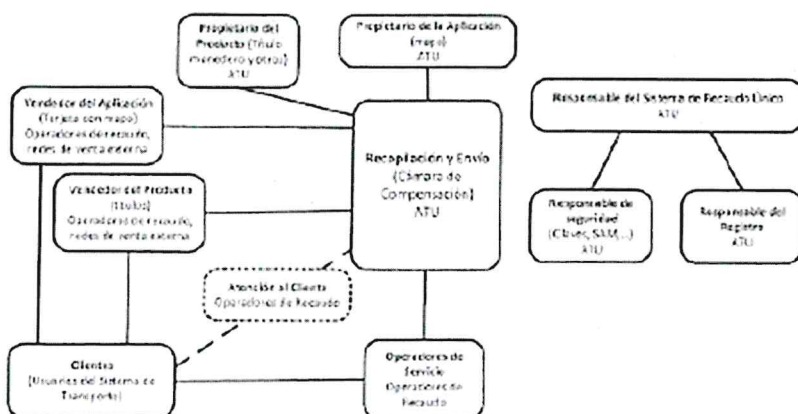 Propietario del
Producto (Título
monedero y otros)
ATU
Propietario de la Aplicación
(mapa)
ATU
Vendedor del Aplicación
(Tarjeta con mapa)
Operadores de recaudo,
redes de venta externa
Vendedor del Producto
(títulos)
Operadores de recaudo,
redes de venta externa
Recopilación y Envío
(Cámara de
Compensación)
ATU
Responsable del Sistema de Recaudo Único
ATU
Responsable de
seguridad
(Claves, SAM,...)
ATU
Responsable del
Registro
ATU
Atención al Cliente
Operadores de Recaudo
Clientes
(Usuarios del Sistema de
Transporte)
Operadores de
Servicio
Operadores de
Recaudo